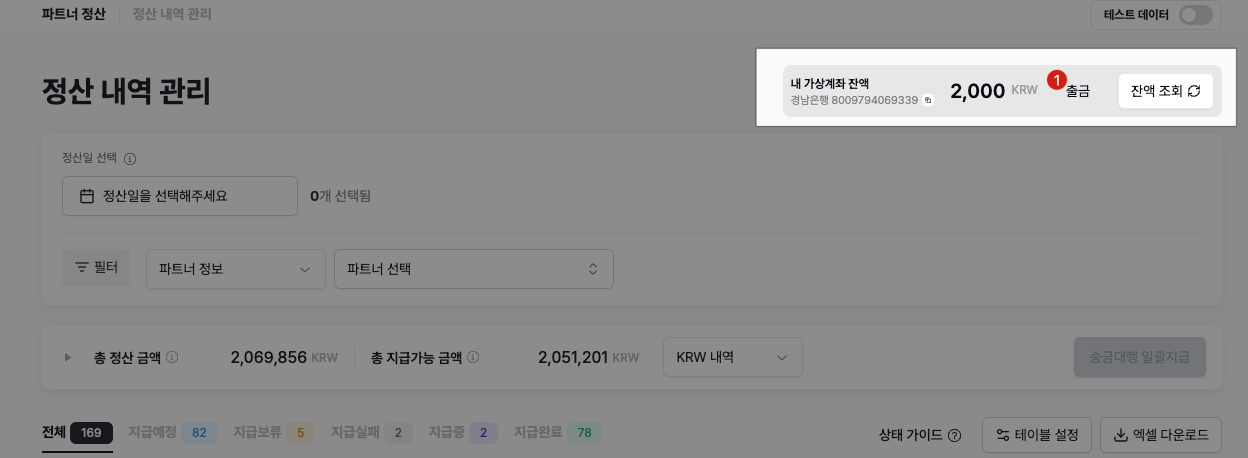 파트너 정산 정산 내역 관리 테스트 데이터
정산 내역 관리
내 가상계좌 잔액
경남은행 8009794069339
2,000 KRW 1 출금 잔액 조회
정산일 선택
정산일을 선택해주세요 0개 선택됨
필터 파트너 정보 파트너 선택
총 정산 금액 2,069,856 KRW 총 지급가능 금액 2,051,201 KRW KRW 내역 송금대행 일괄지급
전체 169 지급예정 82 지급보류 5 지급실패 2 지급중 2 지급완료 78 상태 가이드 테이블 설정 엑셀 다운로드